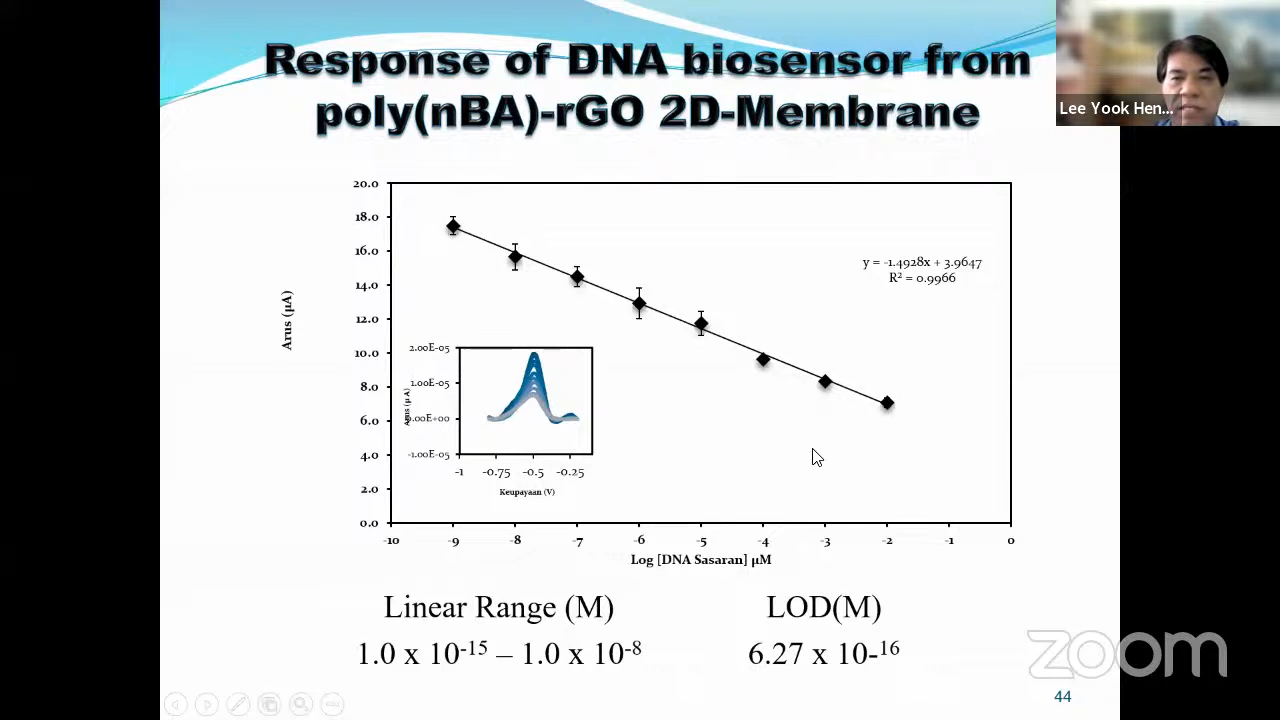 Response of DNA biosensor from
poly(nBA)-rGO 2D-Membrane
Lee Yook Hen...
20.0
18.0
16.0
14.0
12.0
10.0
8.0
6.0
4.0
2.0
0.0
Arus (µA)
y = -1.4928x + 3.9647
R² = 0.9966
2.00E-05
1.00E-05
0.00E+00
-1.00E-05
Arus (µA)
-1 -0.75 -0.5 -0.25
Keupayaan (V)
-10 -9 -8 -7 -6 -5 -4 -3 -2 -1 0
Log [DNA Sasaran] µM
Linear Range (M)
1.0 x 10⁻¹⁵ – 1.0 x 10⁻⁸
LOD(M)
6.27 x 10-¹⁶
zoom
44